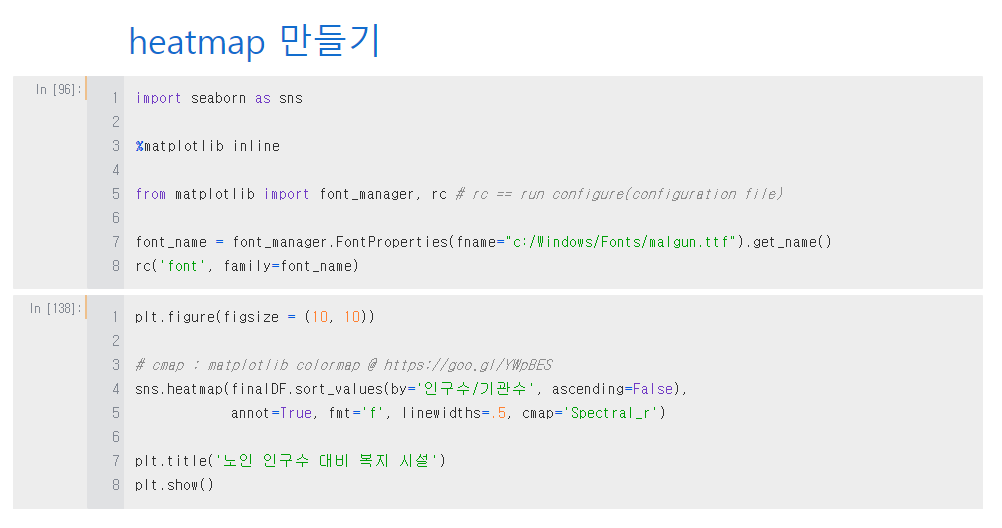 heatmap 만들기
In [96]:
1 import seaborn as sns
2
3 %matplotlib inline
4
5 from matplotlib import font_manager, rc # rc == run configure(configuration file)
6
7 font_name = font_manager.FontProperties(fname="c:/Windows/Fonts/malgun.ttf").get_name()
8 rc('font', family=font_name)
In [138]:
1 plt.figure(figsize = (10, 10))
2
3 # cmap : matplotlib colormap @ https://goo.gl/YWpBES
4 sns.heatmap(finalDF.sort_values(by='인구수/기관수', ascending=False),
5 annot=True, fmt='f', linewidths=.5, cmap='Spectral_r')
6
7 plt.title('노인 인구수 대비 복지 시설')
8 plt.show()